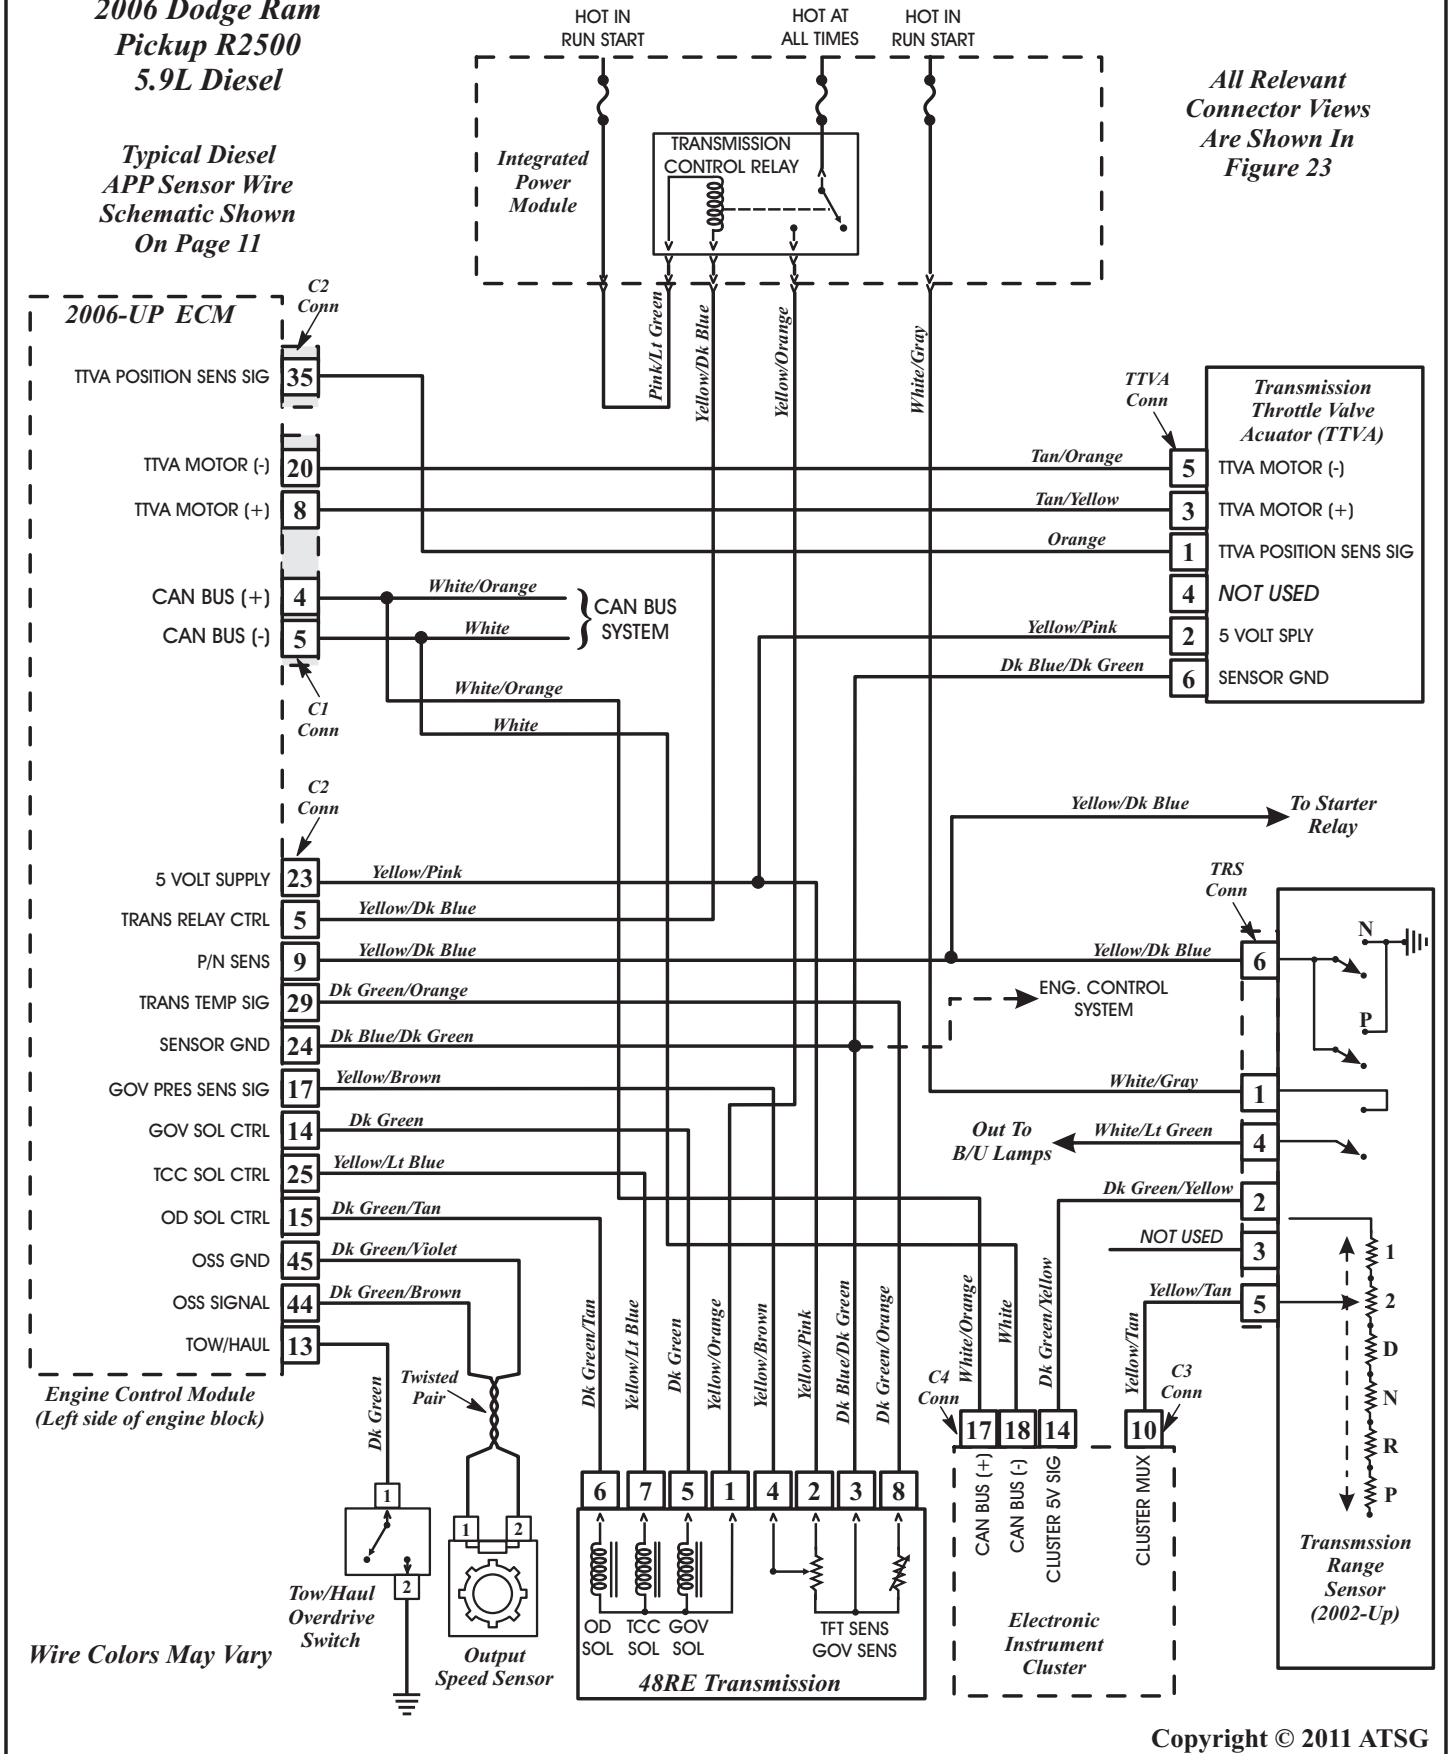 2006 Dodge Ram
Pickup R2500
5.9L Diesel
Typical Diesel
APP Sensor Wire
Schematic Shown
On Page 11
HOT IN
RUN START
HOT AT
ALL TIMES
HOT IN
RUN START
All Relevant
Connector Views
Are Shown In
Figure 23
Integrated
Power
Module
TRANSMISSION
CONTROL RELAY
Pink/Lt Green
Yellow/Dk Blue
Yellow/Orange
White/Gray
2006-UP ECM
C2
Conn
TTVA POSITION SENS SIG
35
TTVA MOTOR (-)
20
TTVA MOTOR (+)
8
CAN BUS (+)
4
CAN BUS (-)
5
C1
Conn
White/Orange
White
CAN BUS
SYSTEM
White/Orange
White
TTVA
Conn
Transmission
Throttle Valve
Acuator (TTVA)
Tan/Orange
5
TTVA MOTOR (-)
Tan/Yellow
3
TTVA MOTOR (+)
Orange
1
TTVA POSITION SENS SIG
4
NOT USED
Yellow/Pink
2
5 VOLT SPLY
Dk Blue/Dk Green
6
SENSOR GND
C2
Conn
5 VOLT SUPPLY
23
Yellow/Pink
TRANS RELAY CTRL
5
Yellow/Dk Blue
P/N SENS
9
Yellow/Dk Blue
TRANS TEMP SIG
29
Dk Green/Orange
SENSOR GND
24
Dk Blue/Dk Green
GOV PRES SENS SIG
17
Yellow/Brown
GOV SOL CTRL
14
Dk Green
TCC SOL CTRL
25
Yellow/Lt Blue
OD SOL CTRL
15
Dk Green/Tan
OSS GND
45
Dk Green/Violet
OSS SIGNAL
44
Dk Green/Brown
TOW/HAUL
13
Engine Control Module
(Left side of engine block)
Yellow/Dk Blue
To Starter
Relay
TRS
Conn
Yellow/Dk Blue
6
N
P
ENG. CONTROL
SYSTEM
White/Gray
1
Out To
B/U Lamps
White/Lt Green
4
Dk Green/Yellow
2
NOT USED
3
Yellow/Tan
5
1
2
D
N
R
P
Transmssion
Range
Sensor
(2002-Up)
Dk Green
Twisted
Pair
1
2
Tow/Haul
Overdrive
Switch
1
2
Output
Speed Sensor
Dk Green/Tan
Yellow/Lt Blue
Dk Green
Yellow/Orange
Yellow/Brown
Yellow/Pink
Dk Blue/Dk Green
Dk Green/Orange
6
7
5
1
4
2
3
8
OD
SOL
TCC
SOL
GOV
SOL
TFT SENS
GOV SENS
48RE Transmission
White/Orange
White
Dk Green/Yellow
Yellow/Tan
C4
Conn
C3
Conn
17
18
14
10
CAN BUS (+)
CAN BUS (-)
CLUSTER 5V SIG
CLUSTER MUX
Electronic
Instrument
Cluster
Wire Colors May Vary
Copyright © 2011 ATSG